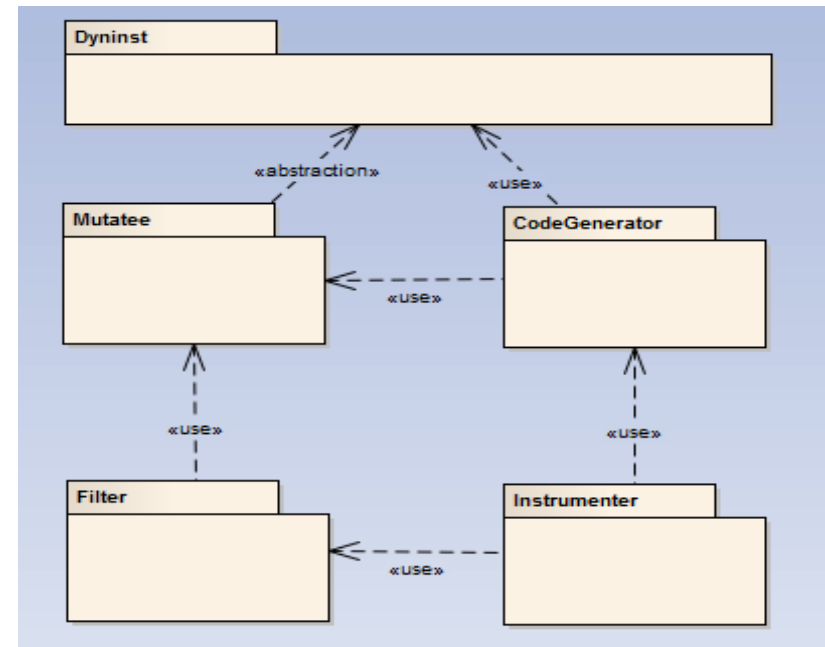 Dyninst
«abstraction»
«use»
Mutatee
CodeGenerator
«use»
«use»
«use»
Filter
Instrumenter
«use»